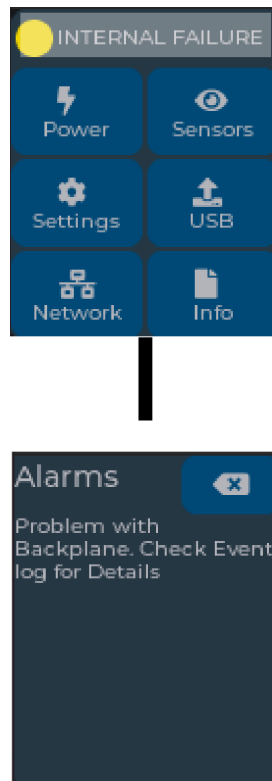 INTERNAL FAILURE
Power Sensors
Settings USB
Network Info
Alarms
Problem with
Backplane. Check Event
log for Details